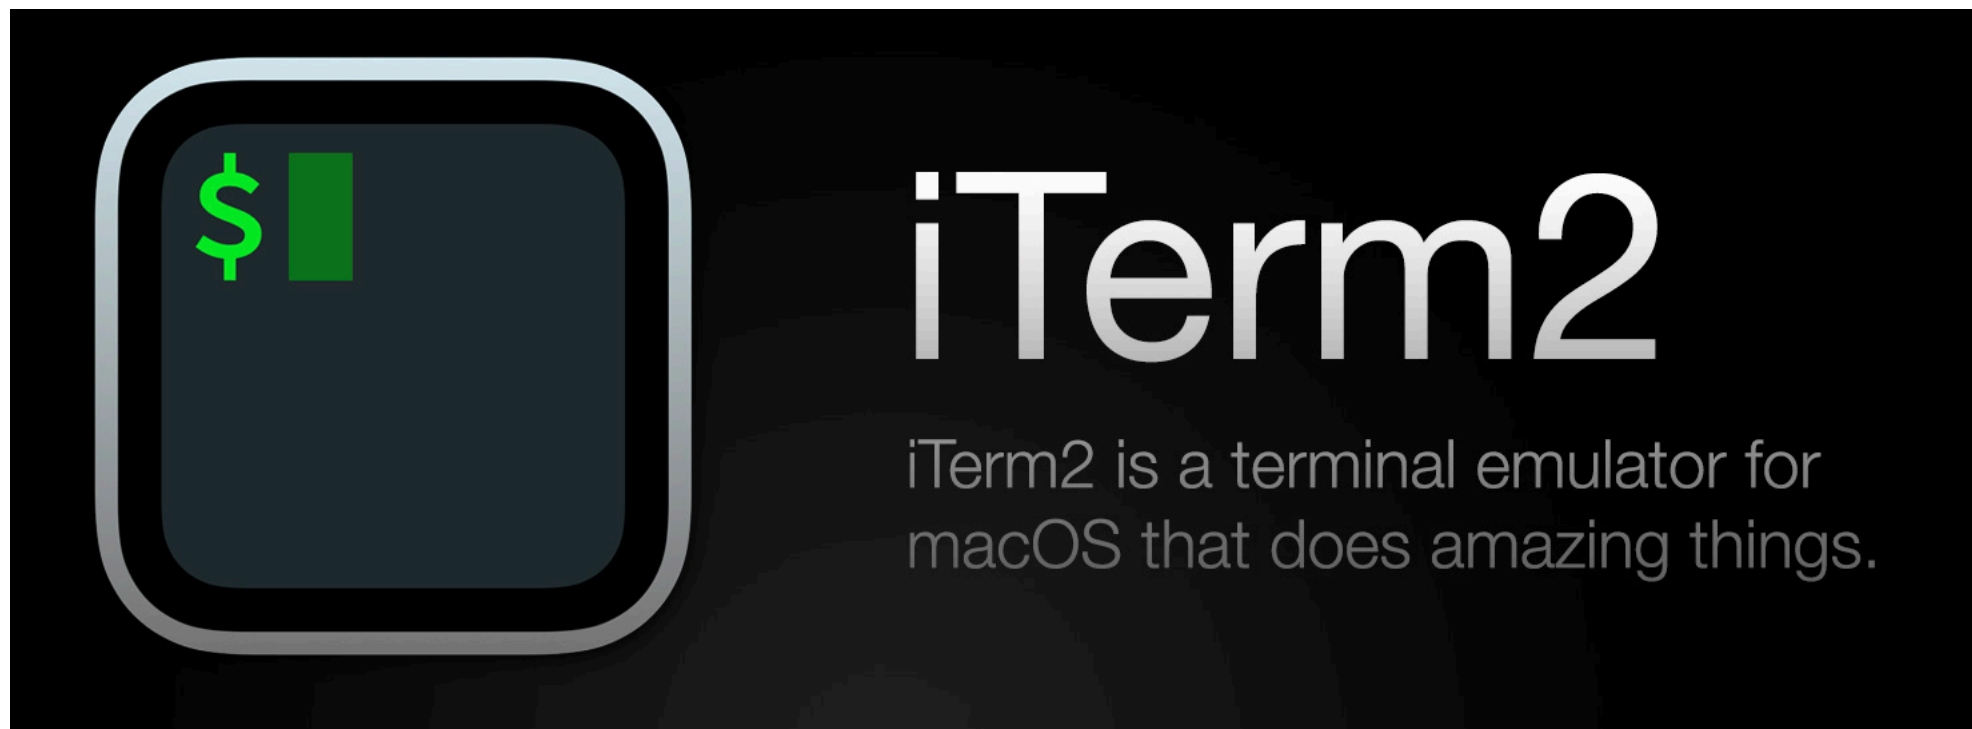 $
iTerm2
iTerm2 is a terminal emulator for
macOS that does amazing things.